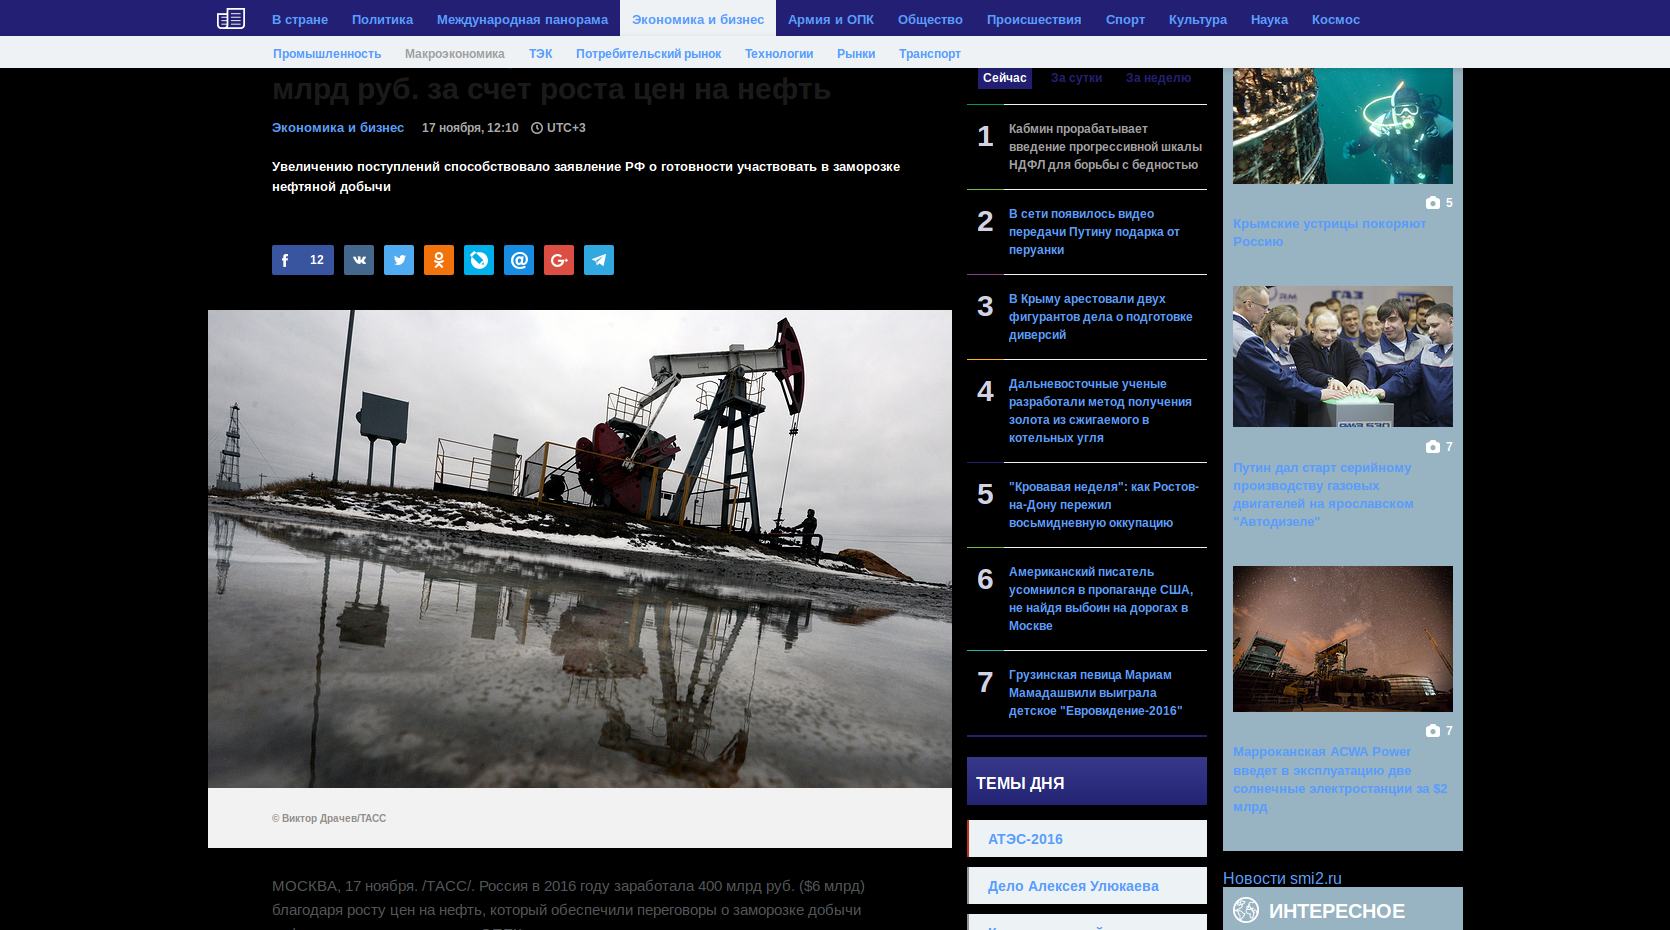 В стране Политика Международная панорама Экономика и бизнес Армия и ОПК Общество Происшествия Спорт Культура Наука Космос
Промышленность Макроэкономика ТЭК Потребительский рынок Технологии Рынки Транспорт
млрд руб. за счет роста цен на нефть
Экономика и бизнес 17 ноября, 12:10 UTC+3
Увеличению поступлений способствовало заявление РФ о готовности участвовать в заморозке
нефтяной добычи
12
© Виктор Драчев/ТАСС
МОСКВА, 17 ноября. /ТАСС/. Россия в 2016 году заработала 400 млрд руб. ($6 млрд)
благодаря росту цен на нефть, который обеспечили переговоры о заморозке добычи
Сейчас За сутки За неделю
1 Кабмин прорабатывает
введение прогрессивной шкалы
НДФЛ для борьбы с бедностью
2 В сети появилось видео
передачи Путину подарка от
перуанки
3 В Крыму арестовали двух
фигурантов дела о подготовке
диверсий
4 Дальневосточные ученые
разработали метод получения
золота из сжигаемого в
котельных угля
5 "Кровавая неделя": как Ростов-
на-Дону пережил
восьмидневную оккупацию
6 Американский писатель
усомнился в пропаганде США,
не найдя выбоин на дорогах в
Москве
7 Грузинская певица Мариам
Мамадашвили выиграла
детское "Евровидение-2016"
ТЕМЫ ДНЯ
АТЭС-2016
Дело Алексея Улюкаева
5
Крымские устрицы покоряют
Россию
ГАЗ
7
Путин дал старт серийному
производству газовых
двигателей на ярославском
"Автодизеле"
7
Марроканская ACWA Power
введет в эксплуатацию две
солнечные электростанции за $2
млрд
Новости smi2.ru
ИНТЕРЕСНОЕ